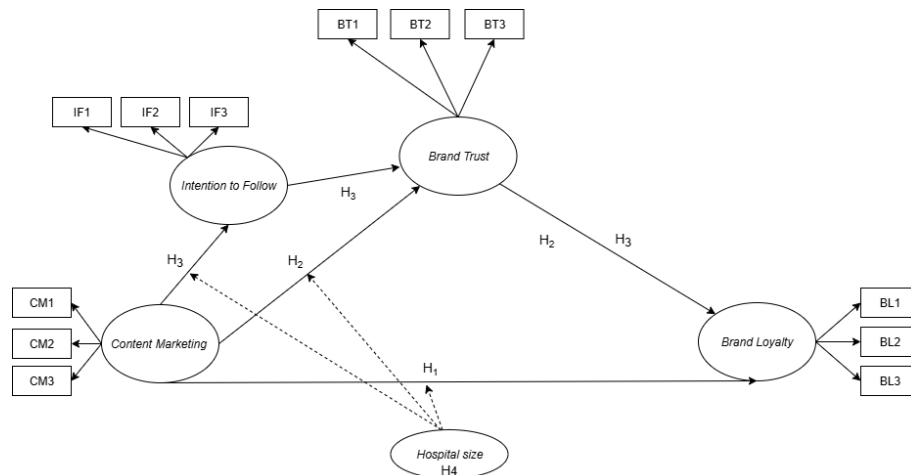 BT1
BT2
BT3
IF1
IF2
IF3
Brand Trust
Intention to Follow
H3
H3
H2
H2
H3
CM1
CM2
CM3
Content Marketing
Brand Loyalty
BL1
BL2
BL3
H1
Hospital size
H4